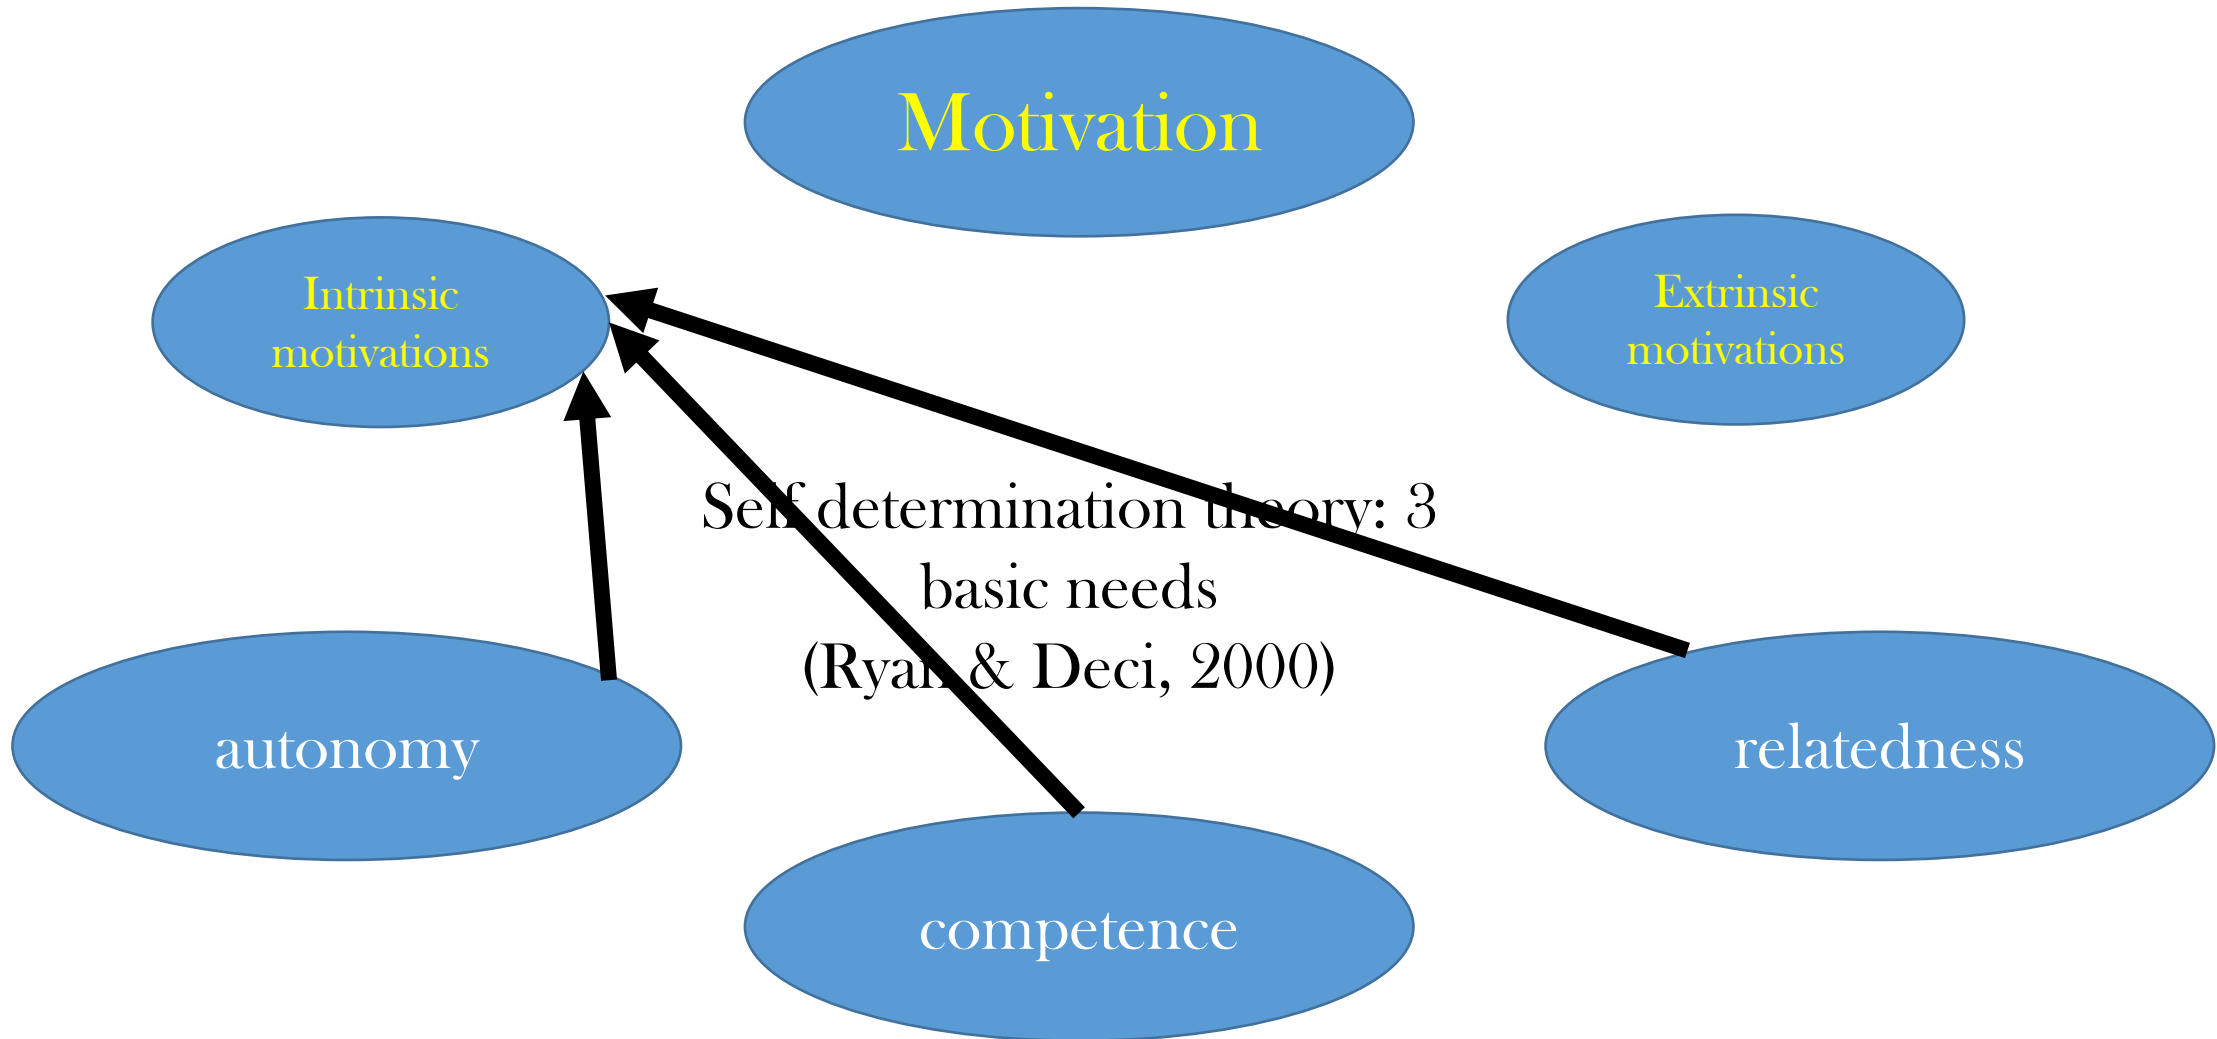 Motivation
Intrinsic
motivations
Extrinsic
motivations
Self determination theory: 3
basic needs
(Ryan & Deci, 2000)
autonomy
relatedness
competence